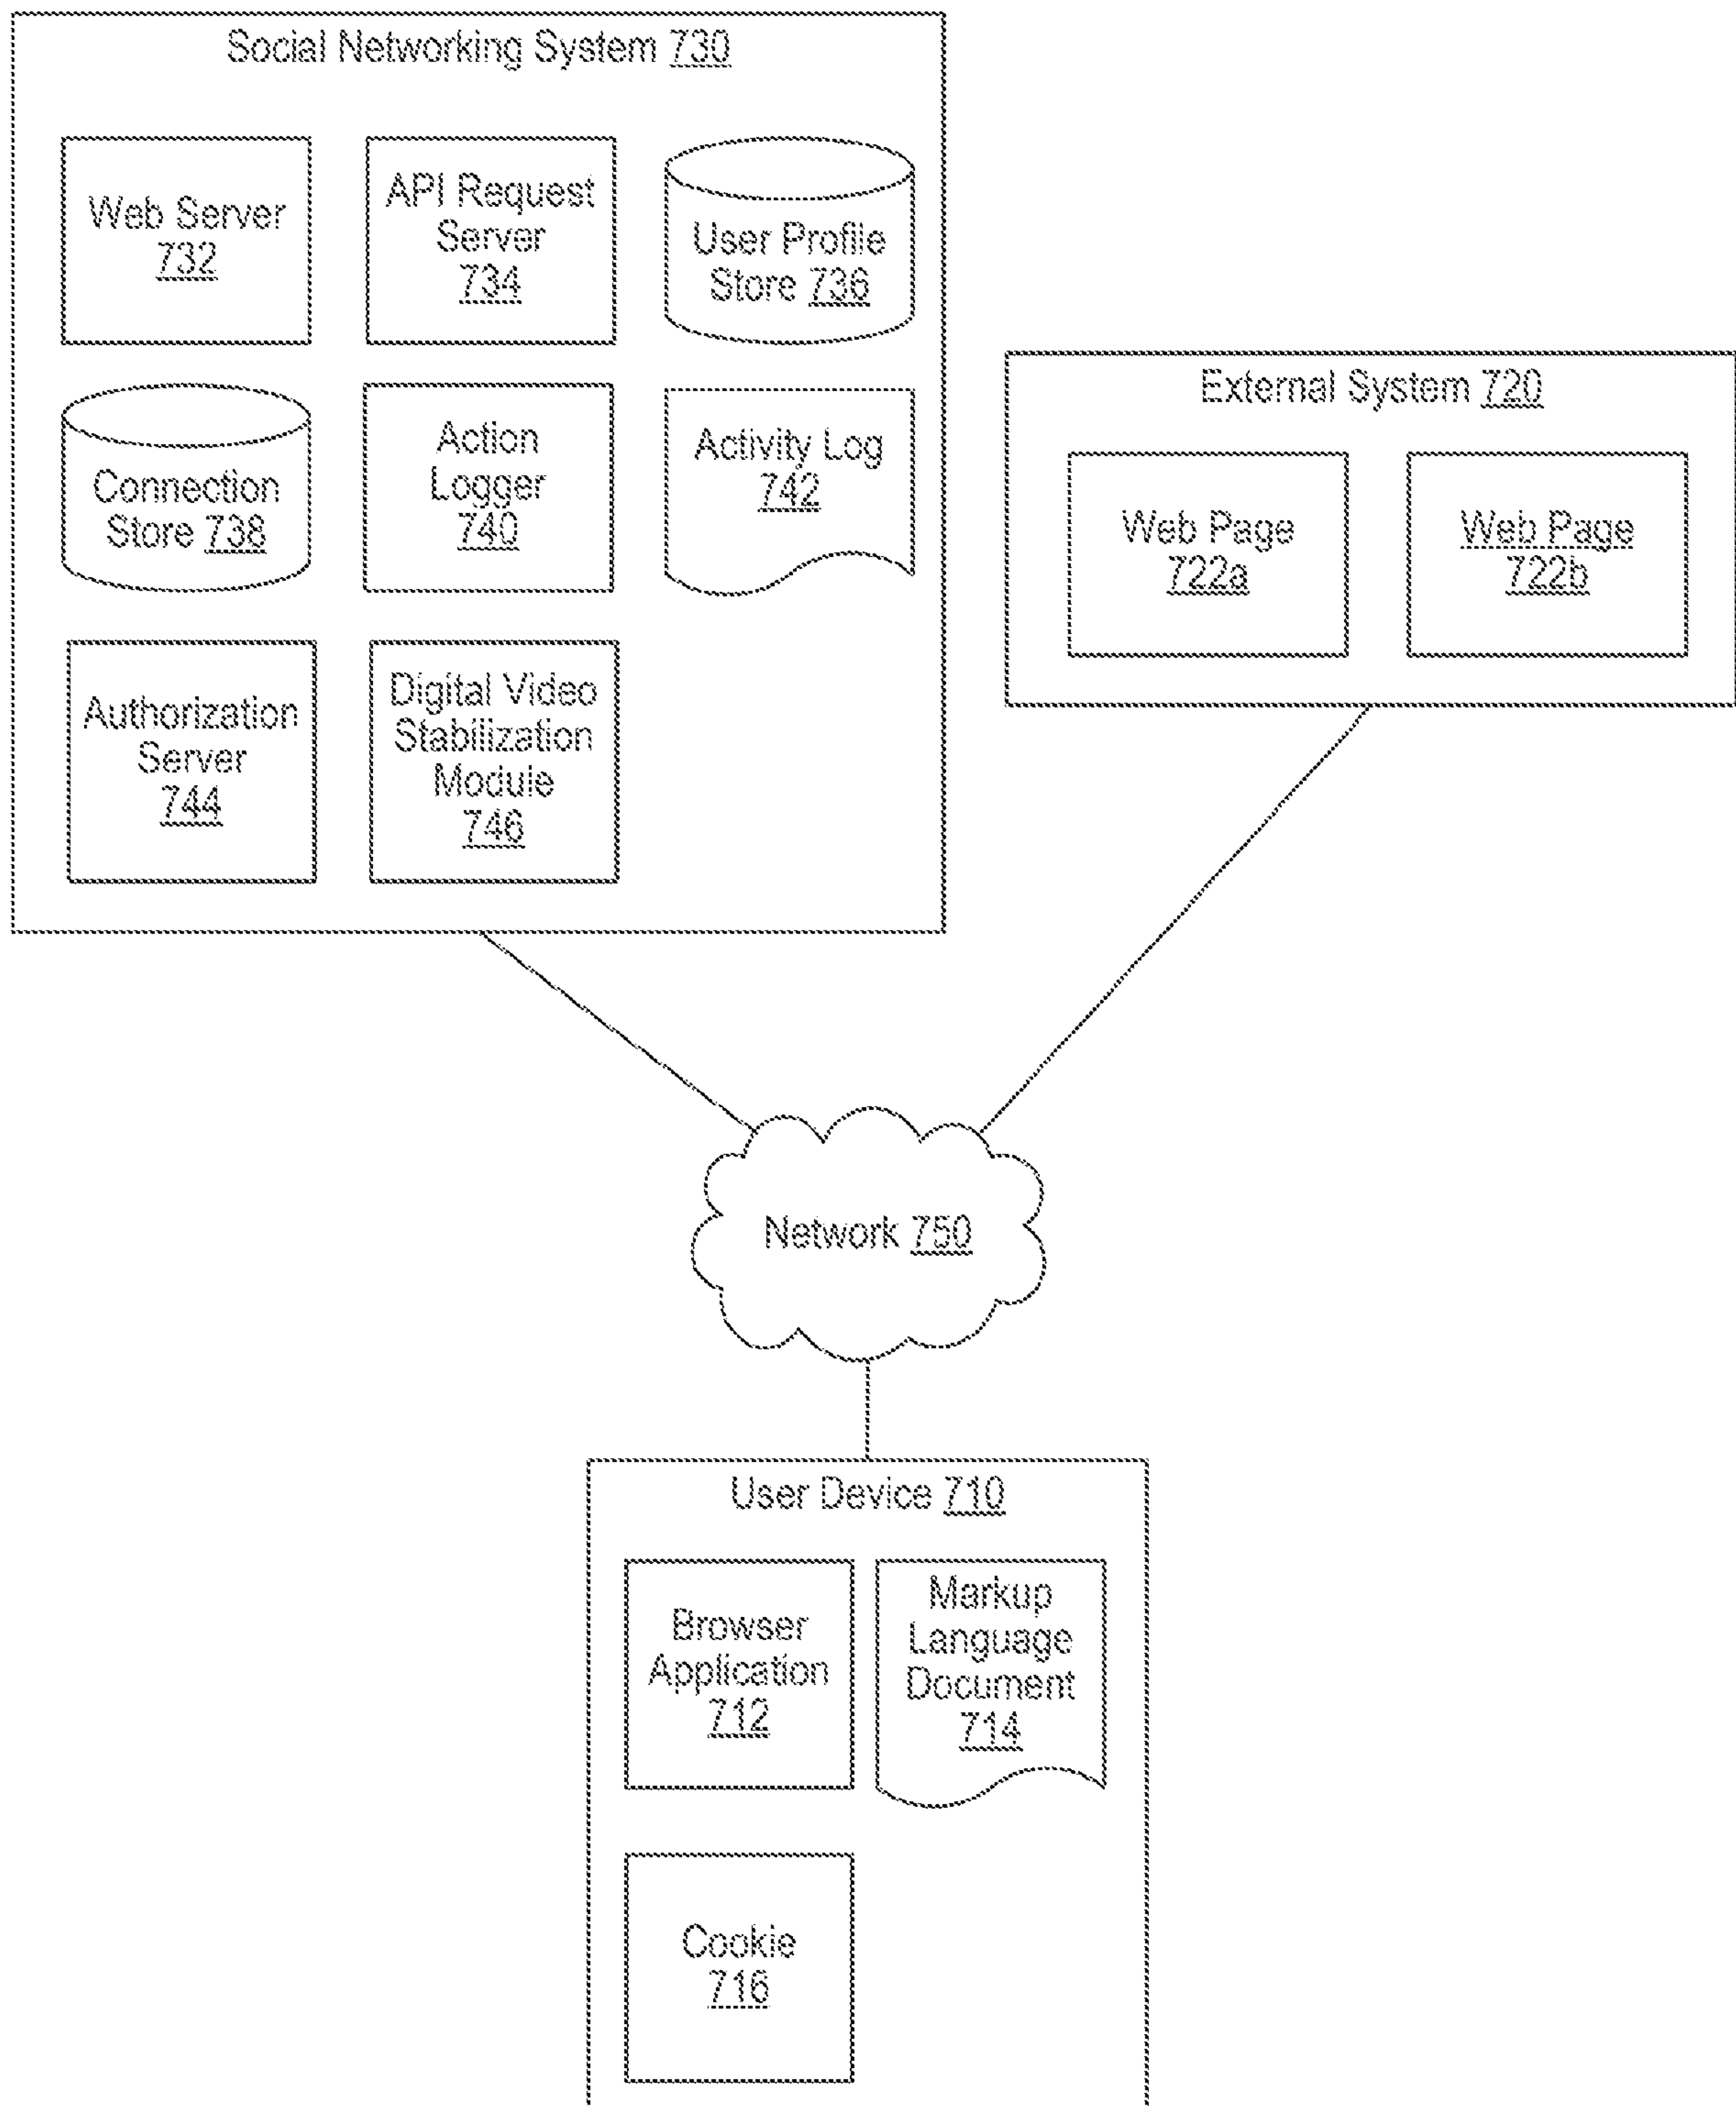 Social Networking System 730
Web Server
732
API Request
Server
734
User Profile
Store 736
Connection
Store 738
Action
Logger
740
Activity Log
742
Authorization
Server
744
Digital Video
Stabilization
Module
746
External System 720
Web Page
722a
Web Page
722b
Network 750
User Device 710
Browser
Application
712
Markup
Language
Document
714
Cookie
716